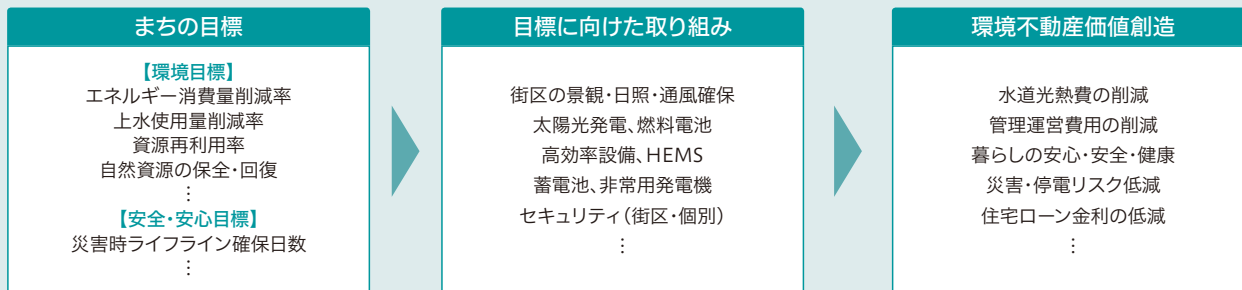 まちの目標
【環境目標】
エネルギー消費量削減率
上水使用量削減率
資源再利用率
自然資源の保全・回復
⋮
【安全・安心目標】
災害時ライフライン確保日数
⋮
目標に向けた取り組み
街区の景観・日照・通風確保
太陽光発電、燃料電池
高効率設備、HEMS
蓄電池、非常用発電機
セキュリティ（街区・個別）
⋮
環境不動産価値創造
水道光熱費の削減
管理運営費用の削減
暮らしの安心・安全・健康
災害・停電リスク低減
住宅ローン金利の低減
⋮